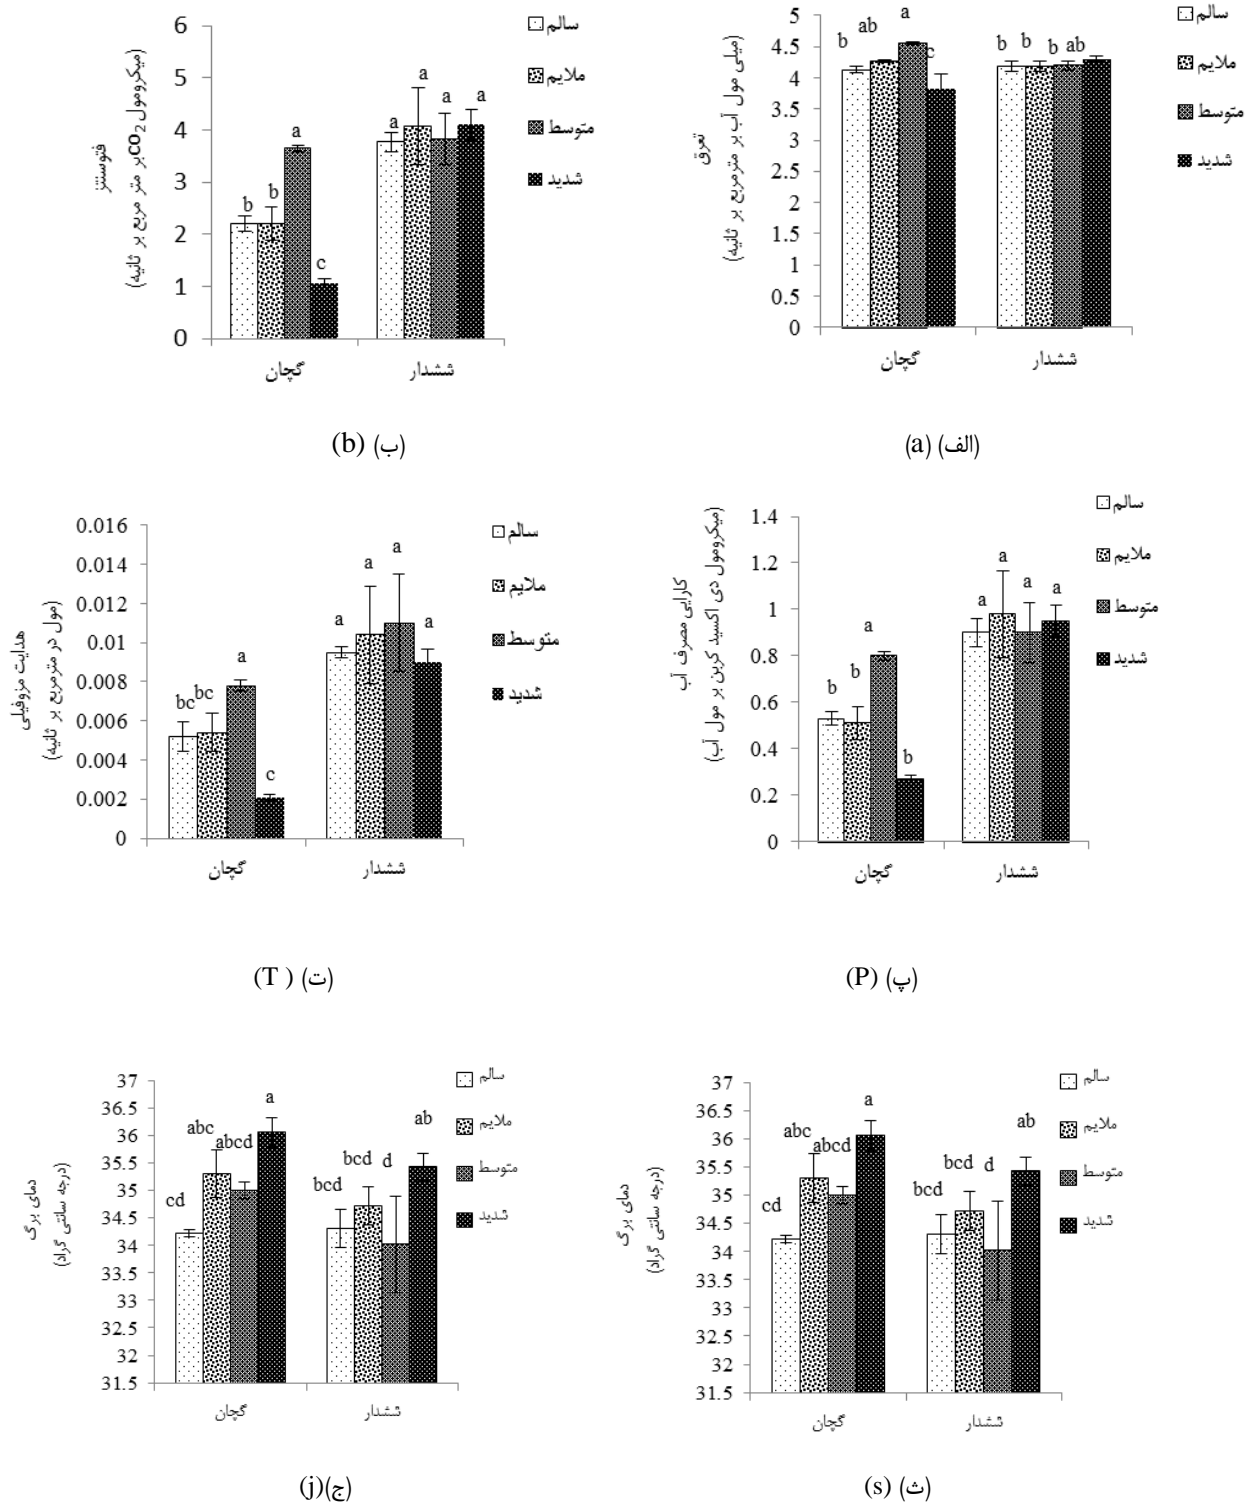 5
4.5
4
3.5
3
2.5
2
1.5
1
0.5
0
تعرق
(میلی مول آب بر مترمربع بر ثانیه)
b ab a c b b b ab
گچان ششدار
سالم
ملایم
متوسط
شدید
(الف) (a)
6
5
4
3
2
1
0
فتوسنتز
(میکرومول co2 بر متر مربع بر ثانیه)
b b a c a a a a
گچان ششدار
سالم
ملایم
متوسط
شدید
(ب) (b)
1.4
1.2
1
0.8
0.6
0.4
0.2
0
کارایی مصرف آب
(میکرومول دی اکسید کربن بر مول آب)
b b a b a a a a
گچان ششدار
سالم
ملایم
متوسط
شدید
(پ) (P)
0.016
0.014
0.012
0.01
0.008
0.006
0.004
0.002
0
هدایت مزوفیلی
(مول در مترمربع بر ثانیه)
bc bc a c a a a a
گچان ششدار
سالم
ملایم
متوسط
شدید
(ت) (T )
37
36.5
36
35.5
35
34.5
34
33.5
33
32.5
32
31.5
دمای برگ
(درجه سانتی گراد)
cd abc abcd a bcd bcd d ab
گچان ششدار
سالم
ملایم
متوسط
شدید
(ث) (s)
37
36.5
36
35.5
35
34.5
34
33.5
33
32.5
32
31.5
دمای برگ
(درجه سانتی گراد)
cd abc abcd a bcd bcd d ab
گچان ششدار
سالم
ملایم
متوسط
شدید
(ج)(j)